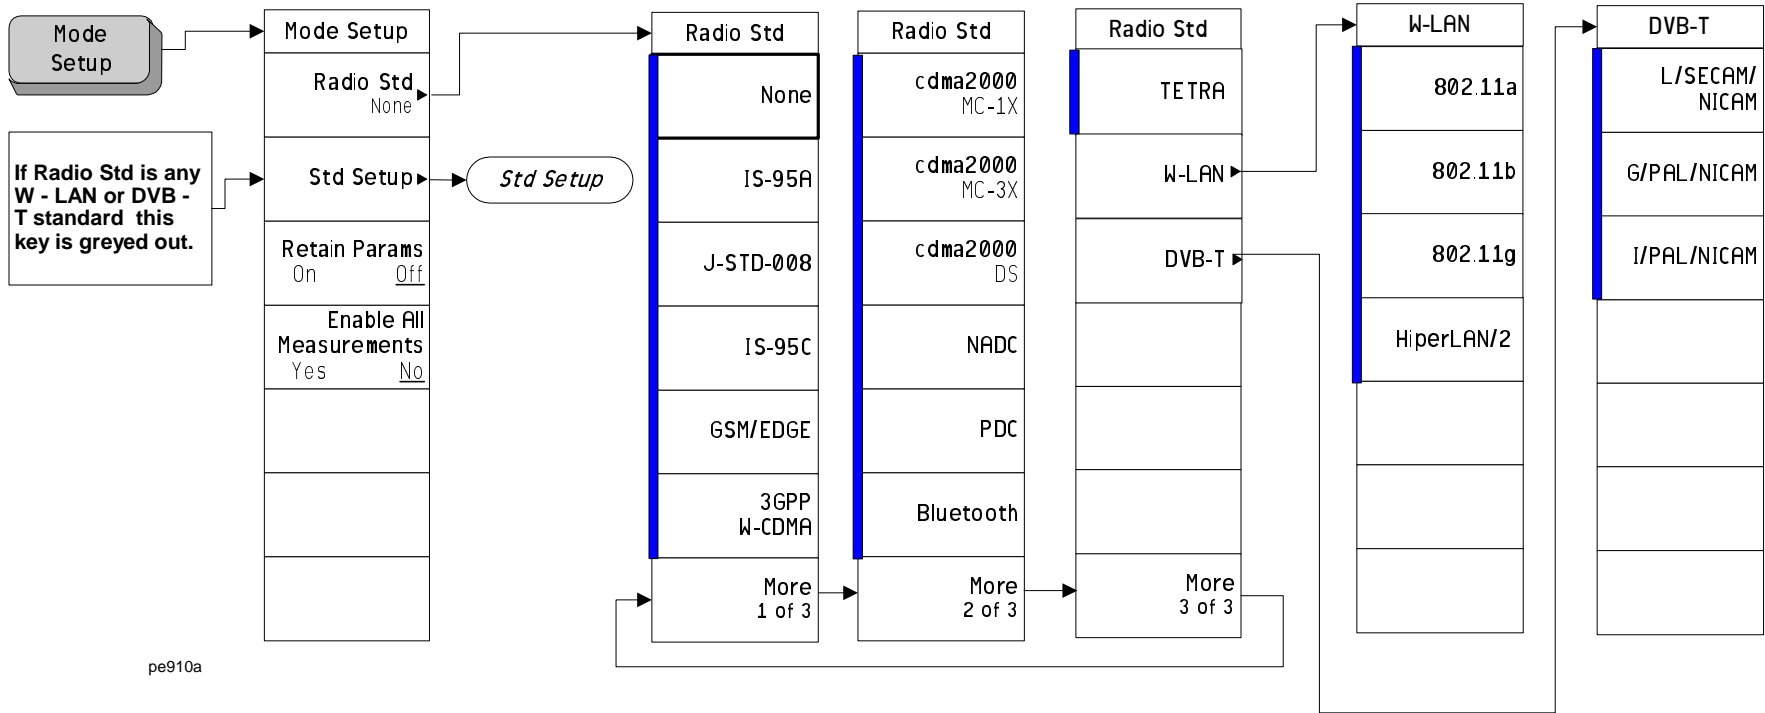 Mode
Setup
If Radio Std is any
W - LAN or DVB -
T standard this
key is greyed out.
pe910a
Mode Setup
Radio Std
None
Std Setup
Retain Params
On Off
Enable All
Measurements
Yes No
Std Setup
Radio Std
None
IS-95A
J-STD-008
IS-95C
GSM/EDGE
3GPP
W-CDMA
More
1 of 3
Radio Std
cdma2000
MC-1X
cdma2000
MC-3X
cdma2000
DS
NADC
PDC
Bluetooth
More
2 of 3
Radio Std
TETRA
W-LAN
DVB-T
More
3 of 3
W-LAN
802.11a
802.11b
802.11g
HiperLAN/2
DVB-T
L/SECAM/
NICAM
G/PAL/NICAM
I/PAL/NICAM